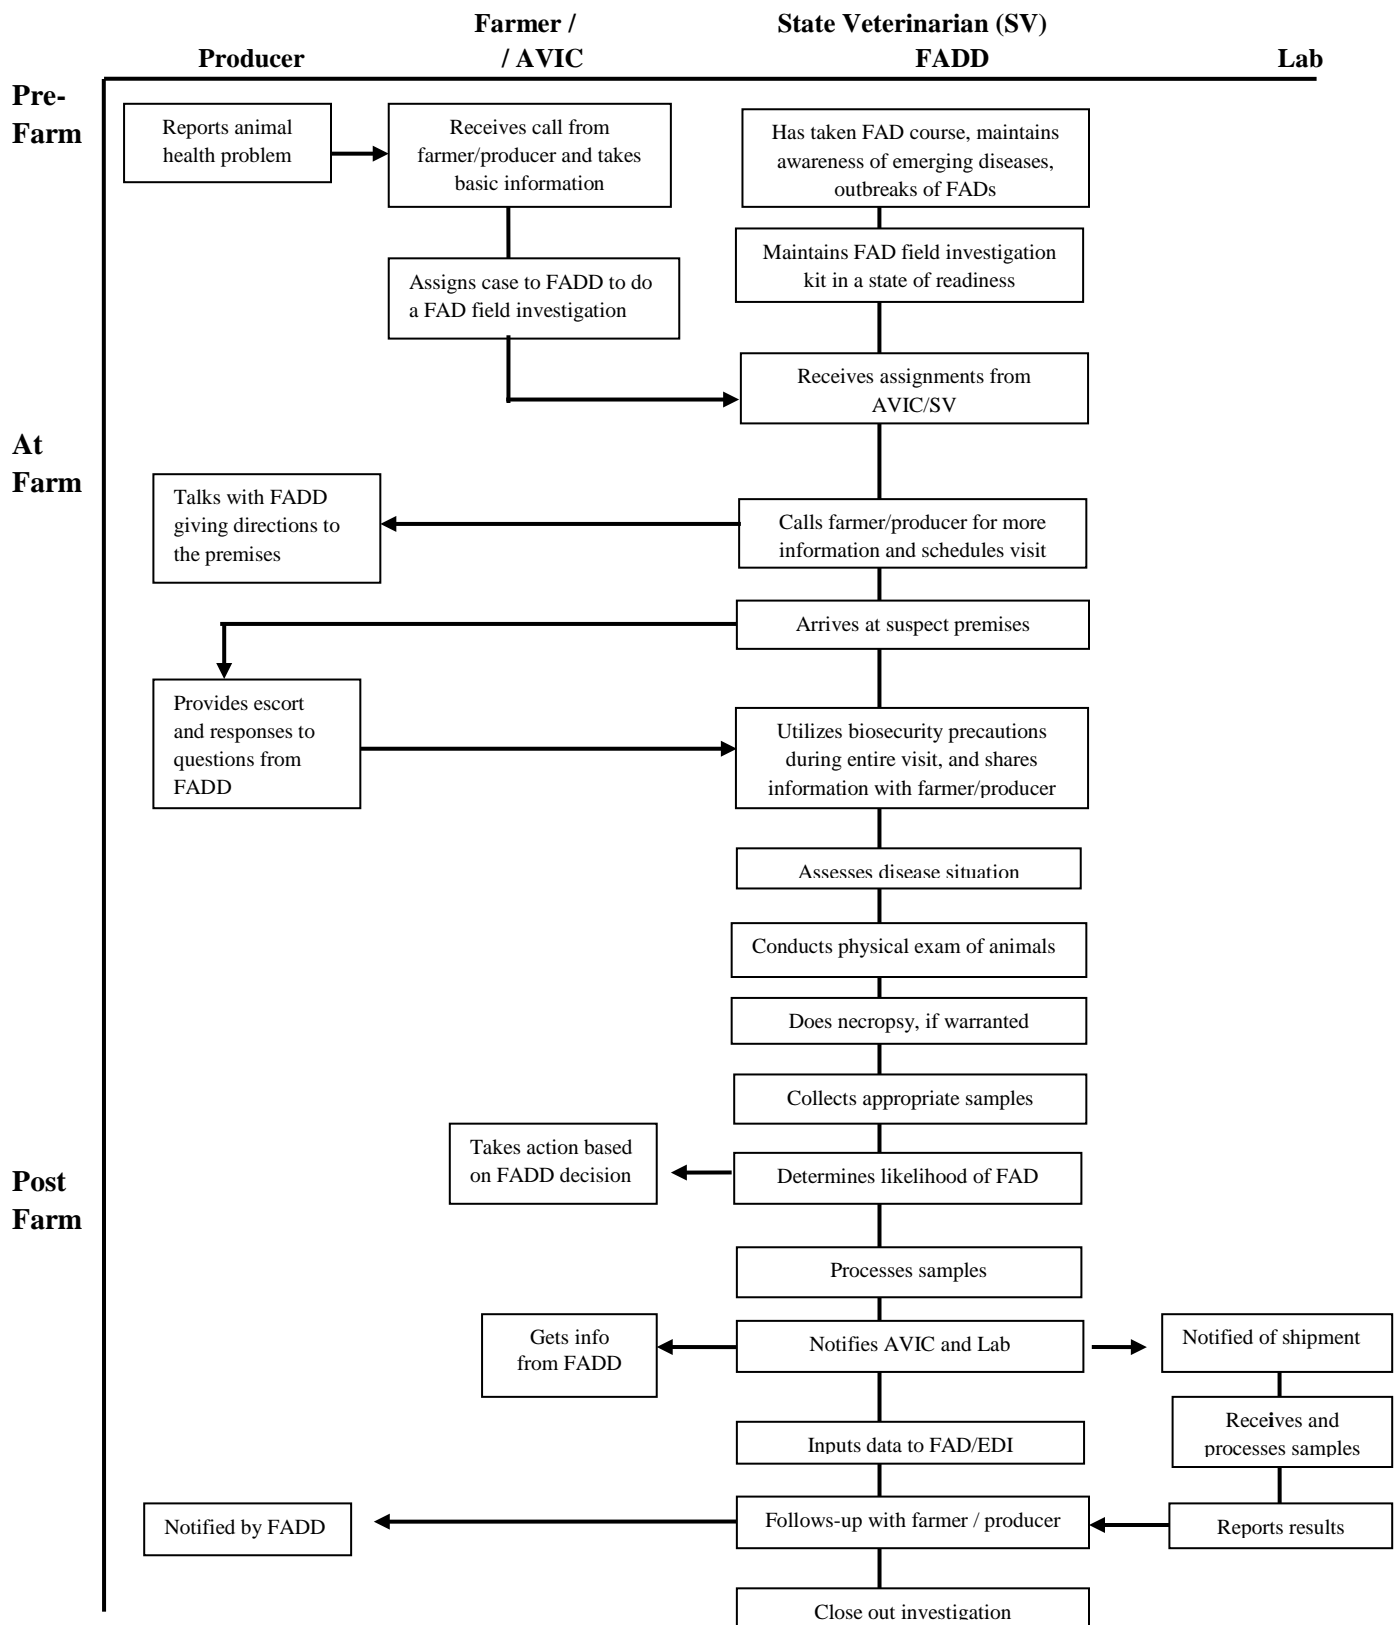 Farmer /
State Veterinarian (SV)
Producer
/ AVIC
FADD
Lab
Pre-
Farm
Reports animal
health problem
Receives call from
farmer/producer and takes
basic information
Has taken FAD course, maintains
awareness of emerging diseases,
outbreaks of FADs
Maintains FAD field investigation
kit in a state of readiness
Assigns case to FADD to do
a FAD field investigation
Receives assignments from
AVIC/SV
At
Farm
Talks with FADD
giving directions to
the premises
Calls farmer/producer for more
information and schedules visit
Arrives at suspect premises
Provides escort
and responses to
questions from
FADD
Utilizes biosecurity precautions
during entire visit, and shares
information with farmer/producer
Assesses disease situation
Conducts physical exam of animals
Does necropsy, if warranted
Collects appropriate samples
Post
Farm
Takes action based
on FADD decision
Determines likelihood of FAD
Processes samples
Gets info
from FADD
Notifies AVIC and Lab
Notified of shipment
Receives and
processes samples
Inputs data to FAD/EDI
Notified by FADD
Follows-up with farmer / producer
Reports results
Close out investigation